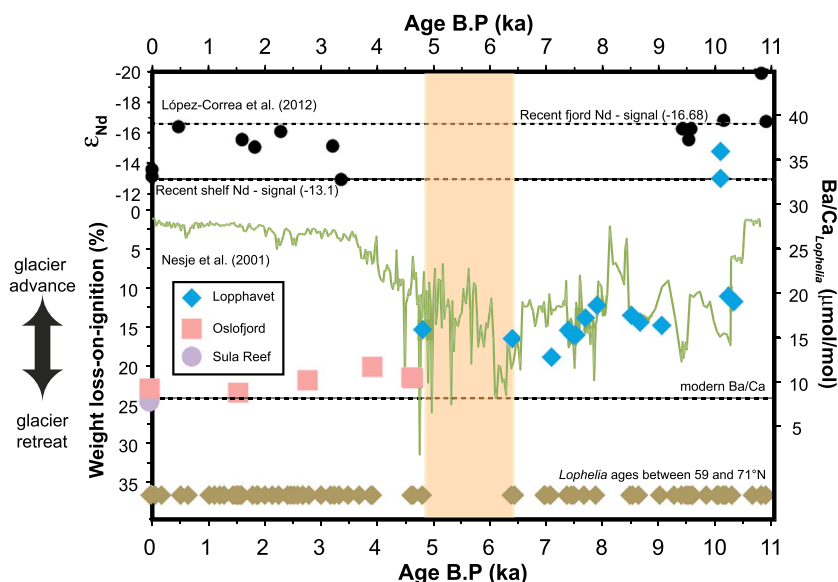 Age B.P (ka)
0 1 2 3 4 5 6 7 8 9 10 11
-20
-18
-16
-14
-12
εNd
López-Correa et al. (2012)
Recent fjord Nd - signal (-16.68)
Recent shelf Nd - signal (-13.1)
40
35
30
25
20
15
10
5
Ba/CaLophelia (µmol/mol)
0
5
10
15
20
25
30
35
Weight loss-on-ignition (%)
glacier
advance
glacier
retreat
Nesje et al. (2001)
Lopphavet
Oslofjord
Sula Reef
modern Ba/Ca
Lophelia ages between 59 and 71°N
0 1 2 3 4 5 6 7 8 9 10 11
Age B.P (ka)